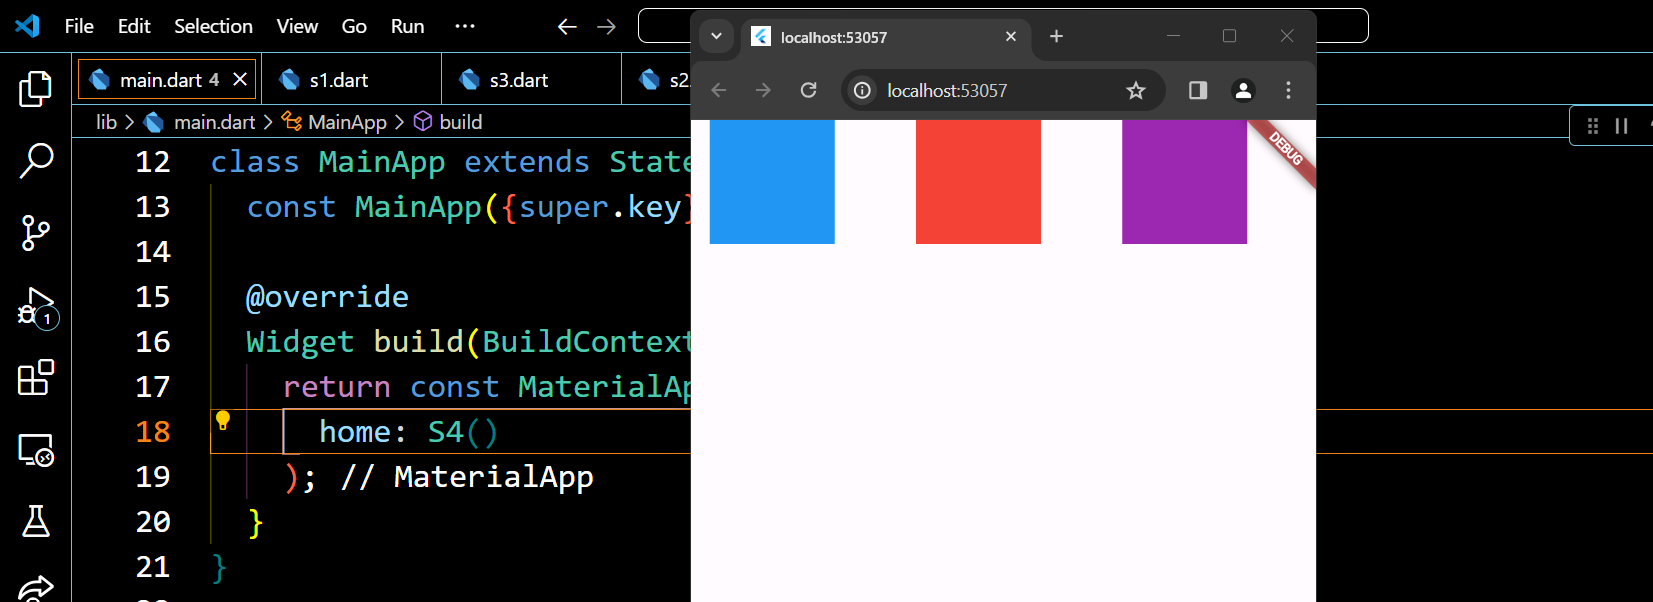 File Edit Selection View Go Run ...
localhost:53057
main.dart 4 s1.dart s3.dart s2.
localhost:53057
lib > main.dart > MainApp > build
DEBUG
12 class MainApp extends State
13 const MainApp({super.key}
14
15 @override
1
16 Widget build(BuildContext
17 return const MaterialAp
18 home: S4()
19 ); // MaterialApp
20 }
21 }